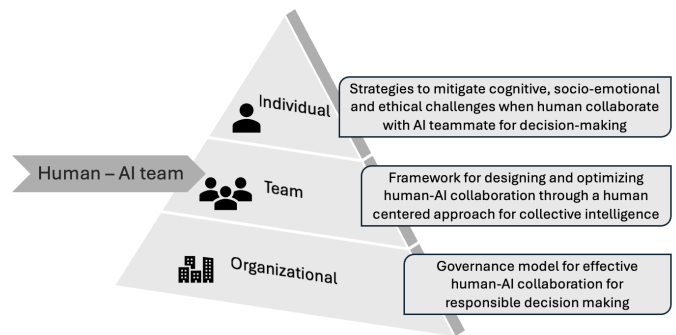 Individual
Strategies to mitigate cognitive, socio-emotional
and ethical challenges when human collaborate
with AI teammate for decision-making
Human – AI team
Team
Framework for designing and optimizing
human-AI collaboration through a human
centered approach for collective intelligence
Organizational
Governance model for effective
human-AI collaboration for
responsible decision making